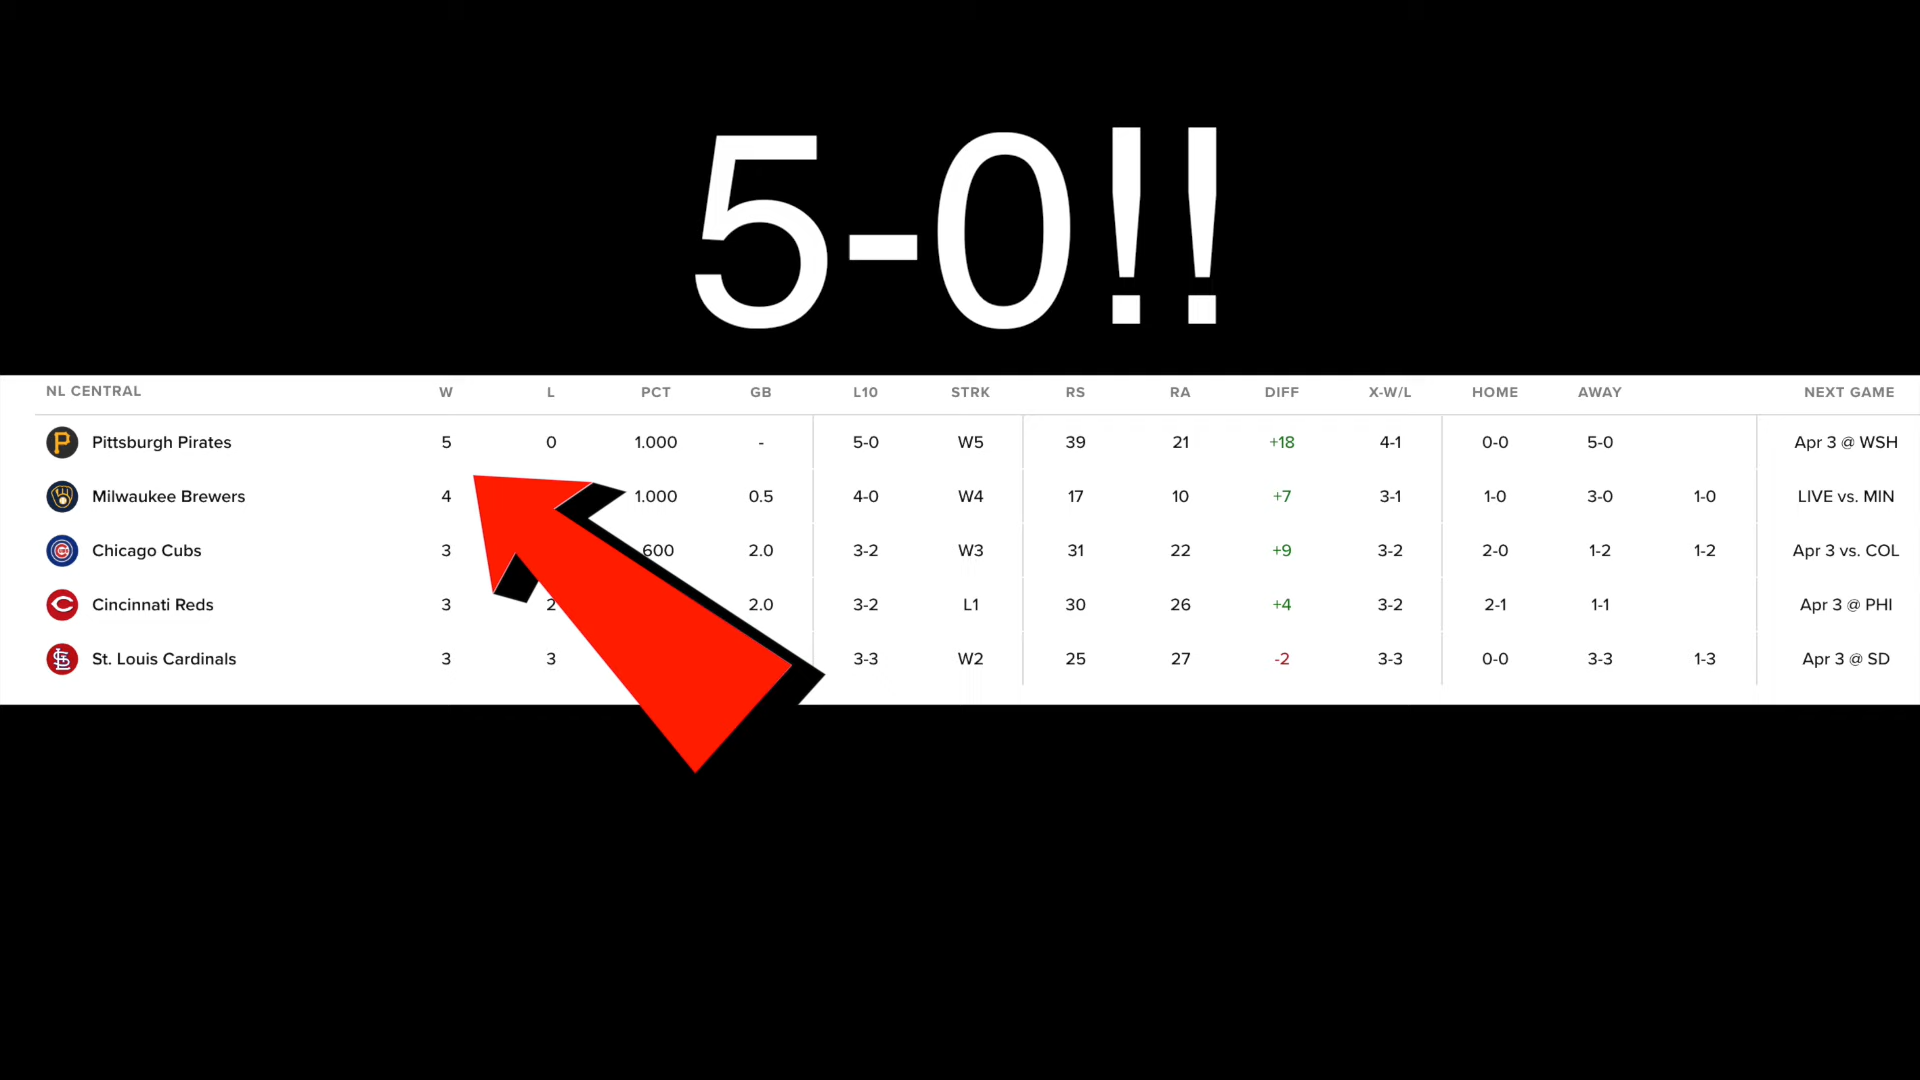 5-0!!
NL CENTRAL W L PCT GB L10 STRK RS RA DIFF X-W/L HOME AWAY NEXT GAME
Pittsburgh Pirates 5 0 1.000 - 5-0 W5 39 21 +18 4-1 0-0 5-0 Apr 3 @ WSH
Milwaukee Brewers 4 1.000 0.5 4-0 W4 17 10 +7 3-1 1-0 3-0 1-0 LIVE vs. MIN
Chicago Cubs 3 600 2.0 3-2 W3 31 22 +9 3-2 2-0 1-2 1-2 Apr 3 vs. COL
Cincinnati Reds 3 2 2.0 3-2 L1 30 26 +4 3-2 2-1 1-1 Apr 3 @ PHI
St. Louis Cardinals 3 3 3-3 W2 25 27 -2 3-3 0-0 3-3 1-3 Apr 3 @ SD